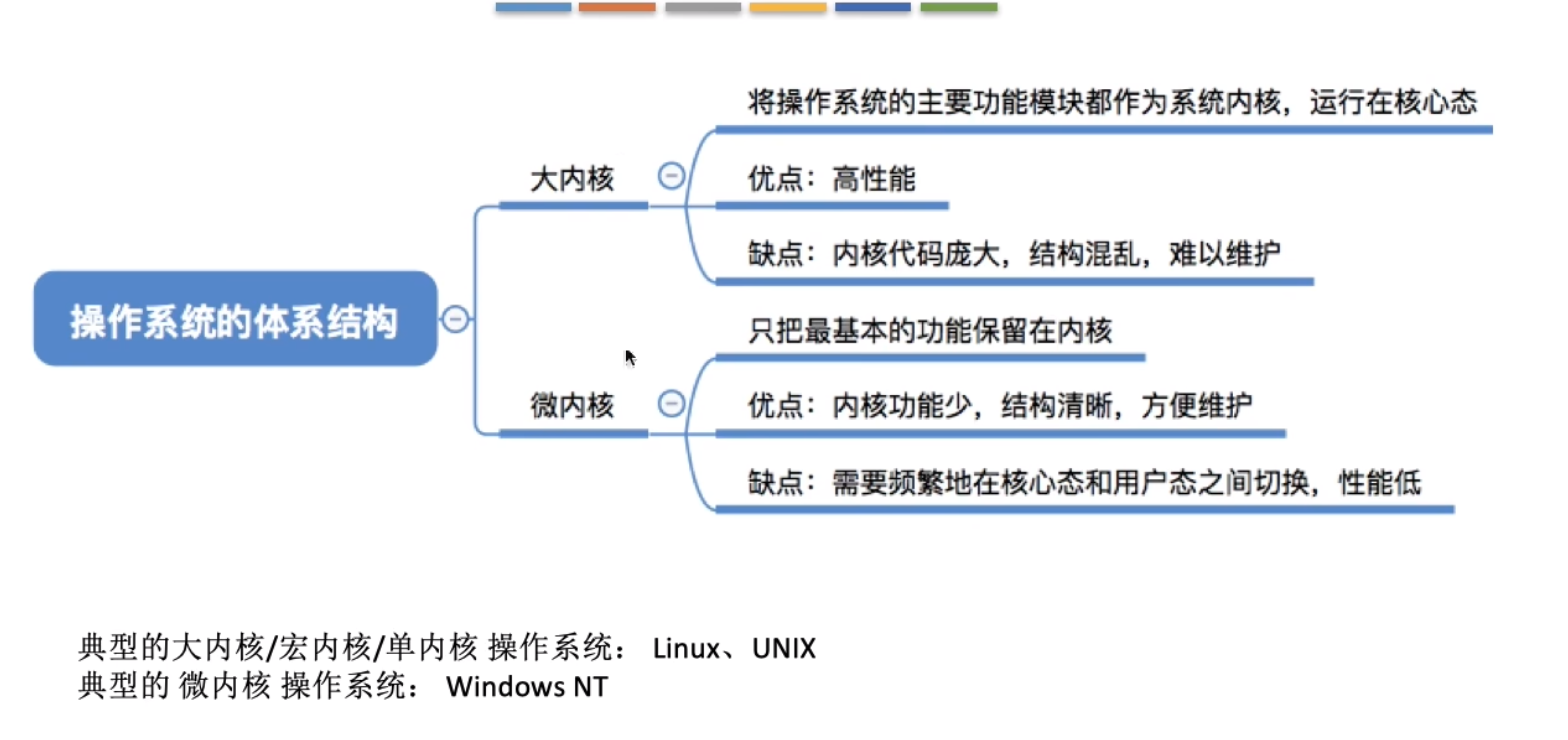 将操作系统的主要功能模块都作为系统内核，运行在核心态
大内核
优点：高性能
缺点：内核代码庞大，结构混乱，难以维护
操作系统的体系结构
只把最基本的功能保留在内核
微内核
优点：内核功能少，结构清晰，方便维护
缺点：需要频繁地在核心态和用户态之间切换，性能低
典型的大内核/宏内核/单内核 操作系统： Linux、UNIX
典型的 微内核 操作系统： Windows NT